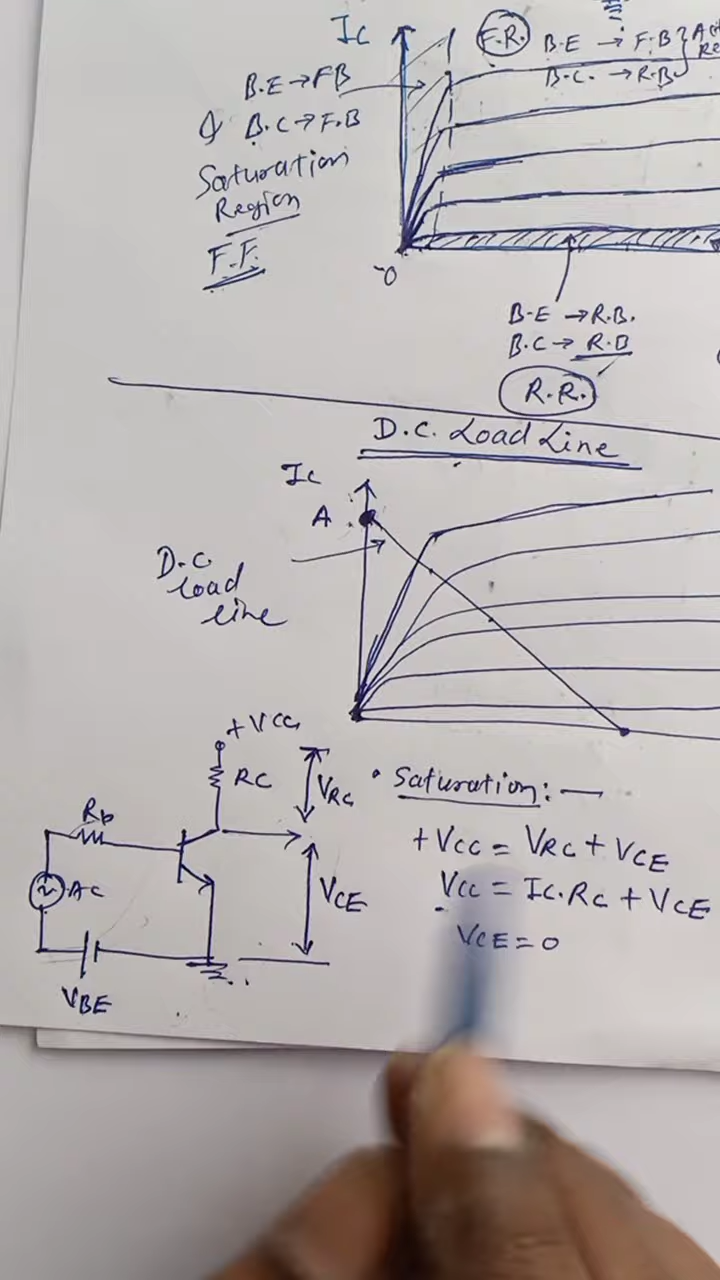 Ic
F.R.
B.E → F.B
B.C. → R.B
B.E → FB
B.C → F.B
Saturation
Region
F.F.
0
B.E → R.B.
B.C → R.B
R.R.
D.C. Load Line
Ic
A
D.C
load
line
+VCC
RC
VRC
Rb
AC
VCE
VBE
• Saturation:—
+VCC = VRC + VCE
VCC = IC.RC + VCE
VCE = 0